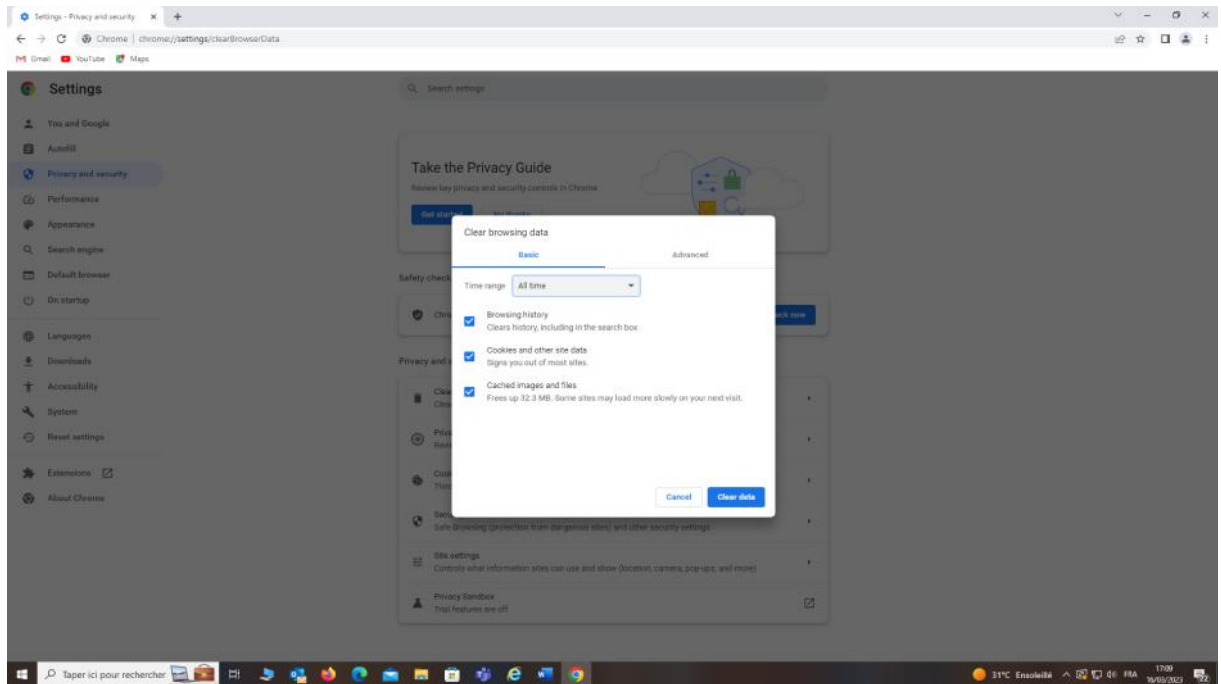 Settings - Privacy and security
Chrome | chrome://settings/clearBrowserData
Gmail YouTube Maps
Settings
Search settings
You and Google
Autofill
Privacy and security
Performance
Appearance
Search engine
Default browser
On startup
Languages
Downloads
Accessibility
System
Reset settings
Extensions
About Chrome
Take the Privacy Guide
Review key privacy and security controls in Chrome
Get started
No thanks
Safety check
Privacy and
Clear browsing data
Basic Advanced
Time range All time
Browsing history
Clears history, including in the search box
Cookies and other site data
Signs you out of most sites.
Cached images and files
Frees up 32.3 MB. Some sites may load more slowly on your next visit.
Cancel Clear data
Safe Browsing (protection from dangerous sites) and other security settings
Site settings
Controls what information sites can use and show (location, camera, pop-ups, and more)
Privacy Sandbox
Trial features are off
Taper ici pour rechercher
31°C Ensoleillé FRA 17:09
16/03/2023